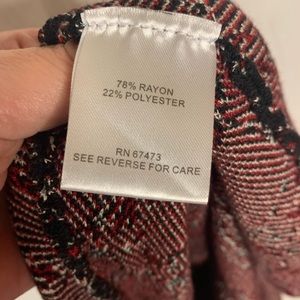 78% RAYON
22% POLYESTER
RN 67473
SEE REVERSE FOR CARE